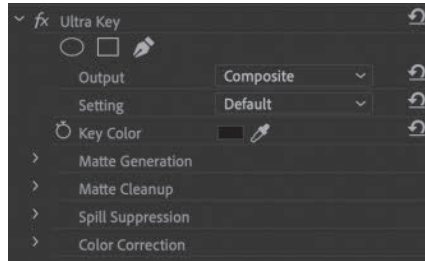 fx Ultra Key
Output Composite
Setting Default
Key Color
Matte Generation
Matte Cleanup
Spill Suppression
Color Correction